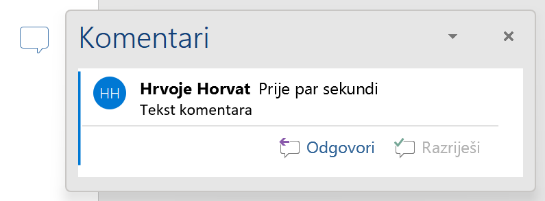 Komentari
HH Hrvoje Horvat Prije par sekundi
Tekst komentara
Odgovori Razriješi